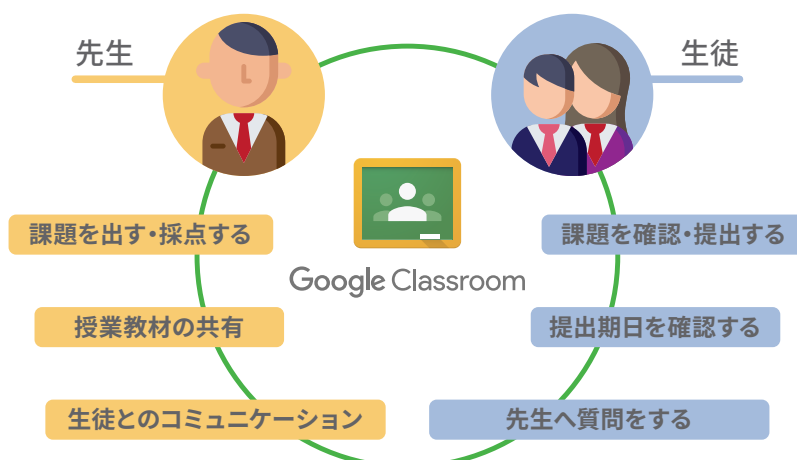 先生
生徒
課題を出す・採点する
課題を確認・提出する
Google Classroom
授業教材の共有
提出期日を確認する
生徒とのコミュニケーション
先生へ質問をする